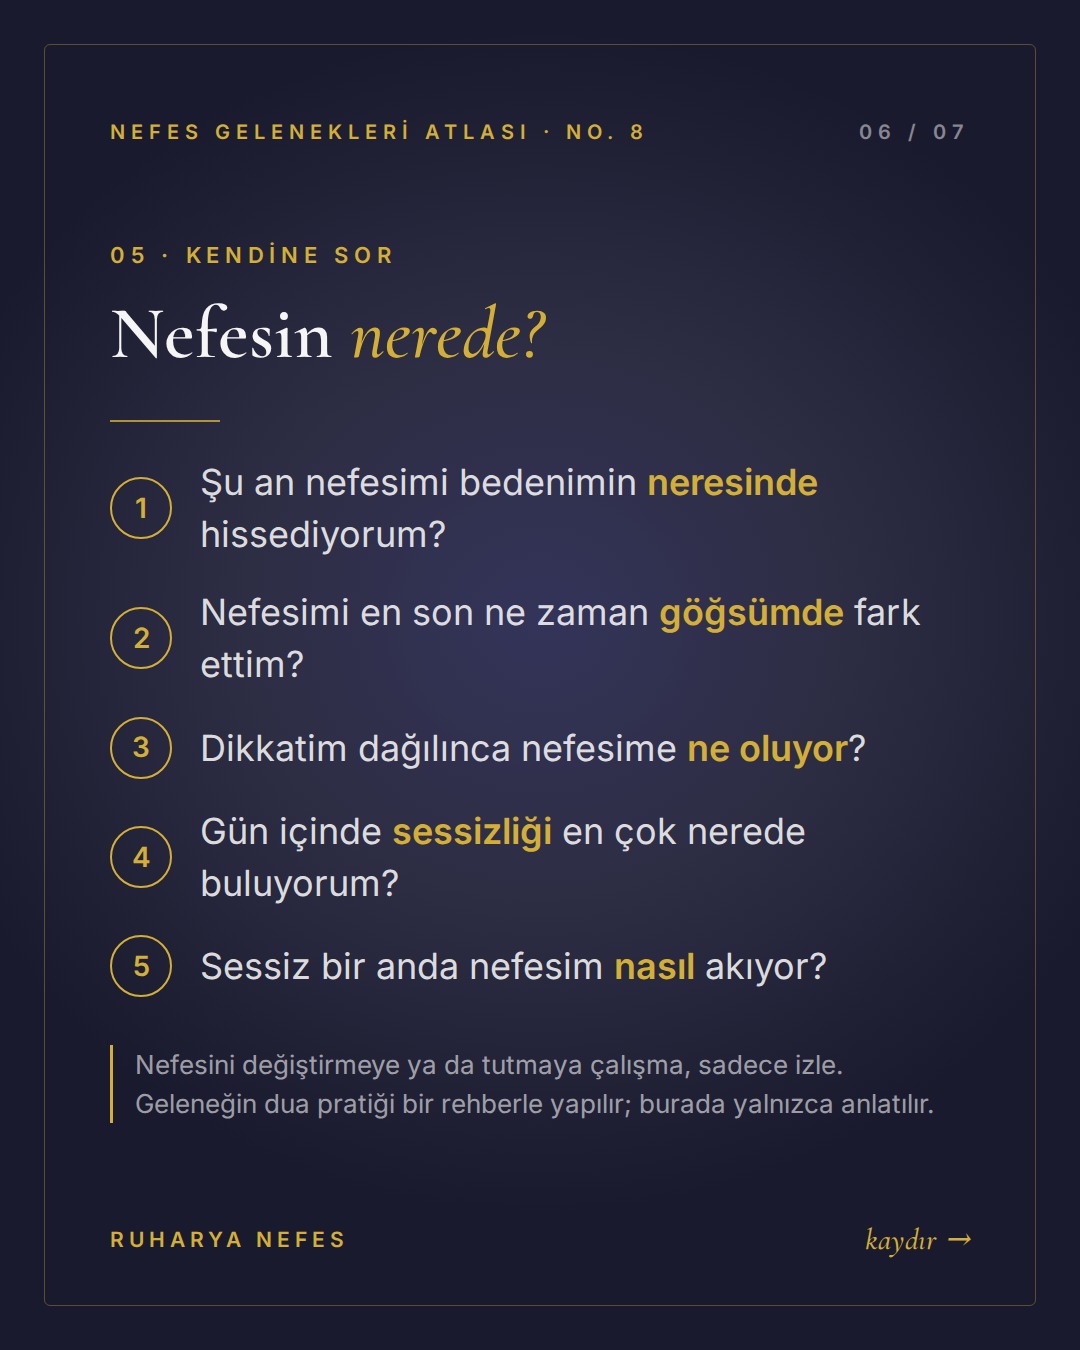 NEFES GELENEKLERİ ATLASI · NO. 8
06 / 07
05 · KENDİNE SOR
Nefesin nerede?
1 Şu an nefesimi bedenimin neresinde
hissediyorum?
2 Nefesimi en son ne zaman göğsümde fark
ettim?
3 Dikkatim dağılınca nefesime ne oluyor?
4 Gün içinde sessizliği en çok nerede
buluyorum?
5 Sessiz bir anda nefesim nasıl akıyor?
Nefesini değiştirmeye ya da tutmaya çalışma, sadece izle.
Geleneğin dua pratiği bir rehberle yapılır; burada yalnızca anlatılır.
RUHARYA NEFES
kaydır →